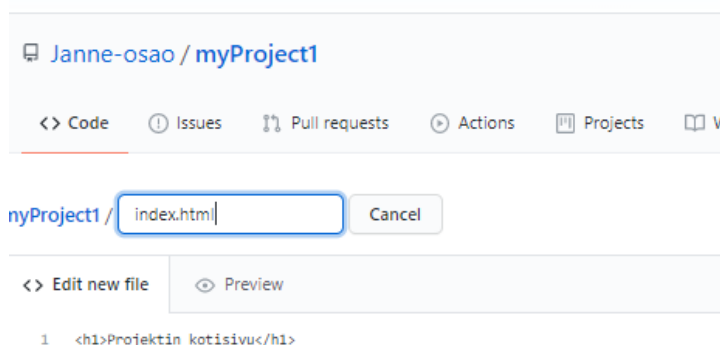 Janne-osao / myProject1
<> Code Issues Pull requests Actions Projects
myProject1 / index.html Cancel
<> Edit new file Preview
1 <h1>Projektin kotisivu</h1>